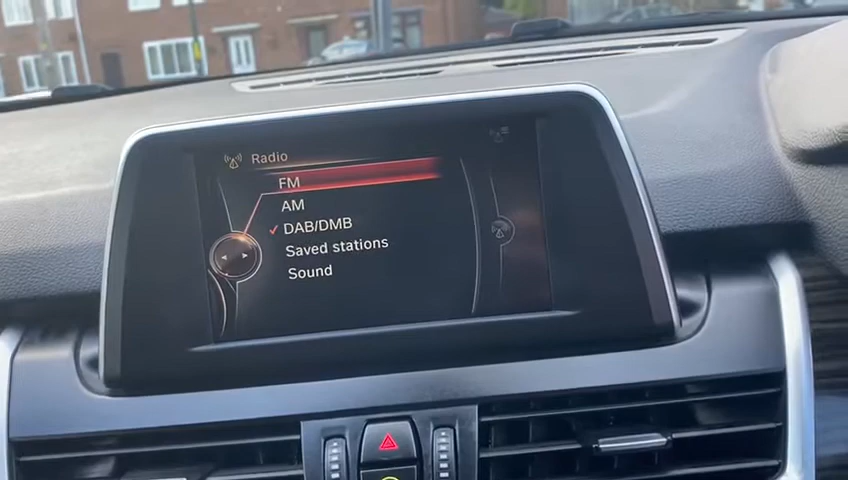 Radio
FM
AM
DAB/DMB
Saved stations
Sound